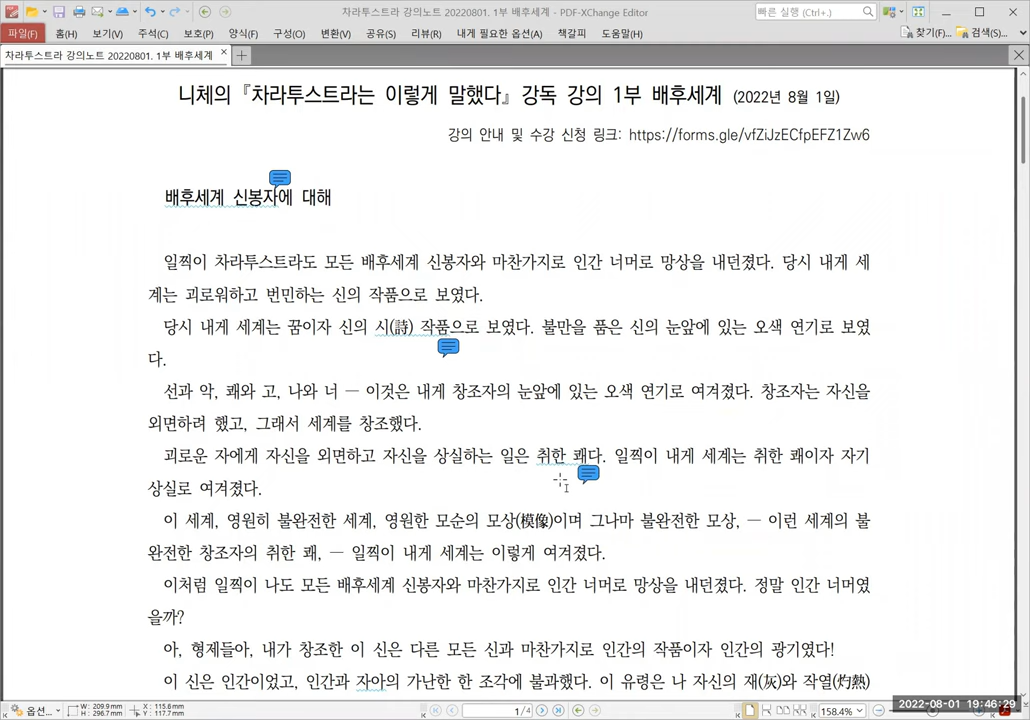 차라투스트라 강의노트 20220801. 1부 배후세계 - PDF-XChange Editor
빠른 실행 (Ctrl+.)
파일(F) 홈(H) 보기(V) 주석(C) 보호(P) 양식(F) 구성(O) 변환(V) 공유(S) 리뷰(R) 내게 필요한 옵션(A) 책갈피 도움말(H) 찾기(F)... 검색(S)...
차라투스트라 강의노트 20220801. 1부 배후세계
니체의 『차라투스트라는 이렇게 말했다』 강독 강의 1부 배후세계 (2022년 8월 1일)
강의 안내 및 수강 신청 링크: https://forms.gle/vfZiJzECfpEFZ1Zw6
배후세계 신봉자에 대해
일찍이 차라투스트라도 모든 배후세계 신봉자와 마찬가지로 인간 너머로 망상을 내던졌다. 당시 내게 세
계는 괴로워하고 번민하는 신의 작품으로 보였다.
당시 내게 세계는 꿈이자 신의 시(詩) 작품으로 보였다. 불만을 품은 신의 눈앞에 있는 오색 연기로 보였
다.
선과 악, 쾌와 고, 나와 너 ─ 이것은 내게 창조자의 눈앞에 있는 오색 연기로 여겨졌다. 창조자는 자신을
외면하려 했고, 그래서 세계를 창조했다.
괴로운 자에게 자신을 외면하고 자신을 상실하는 일은 취한 쾌다. 일찍이 내게 세계는 취한 쾌이자 자기
상실로 여겨졌다.
이 세계, 영원히 불완전한 세계, 영원한 모순의 모상(模像)이며 그나마 불완전한 모상, ─ 이런 세계의 불
완전한 창조자의 취한 쾌, ─ 일찍이 내게 세계는 이렇게 여겨졌다.
이처럼 일찍이 나도 모든 배후세계 신봉자와 마찬가지로 인간 너머로 망상을 내던졌다. 정말 인간 너머였
을까?
아, 형제들아, 내가 창조한 이 신은 다른 모든 신과 마찬가지로 인간의 작품이자 인간의 광기였다!
이 신은 인간이었고, 인간과 자아의 가난한 한 조각에 불과했다. 이 유령은 나 자신의 재(灰)와 작열(灼熱)
2022-08-01 19:46:29
옵션... W: 209.9mm X: 115.6mm 1/4 158.4%
H: 296.7mm Y: 117.7mm